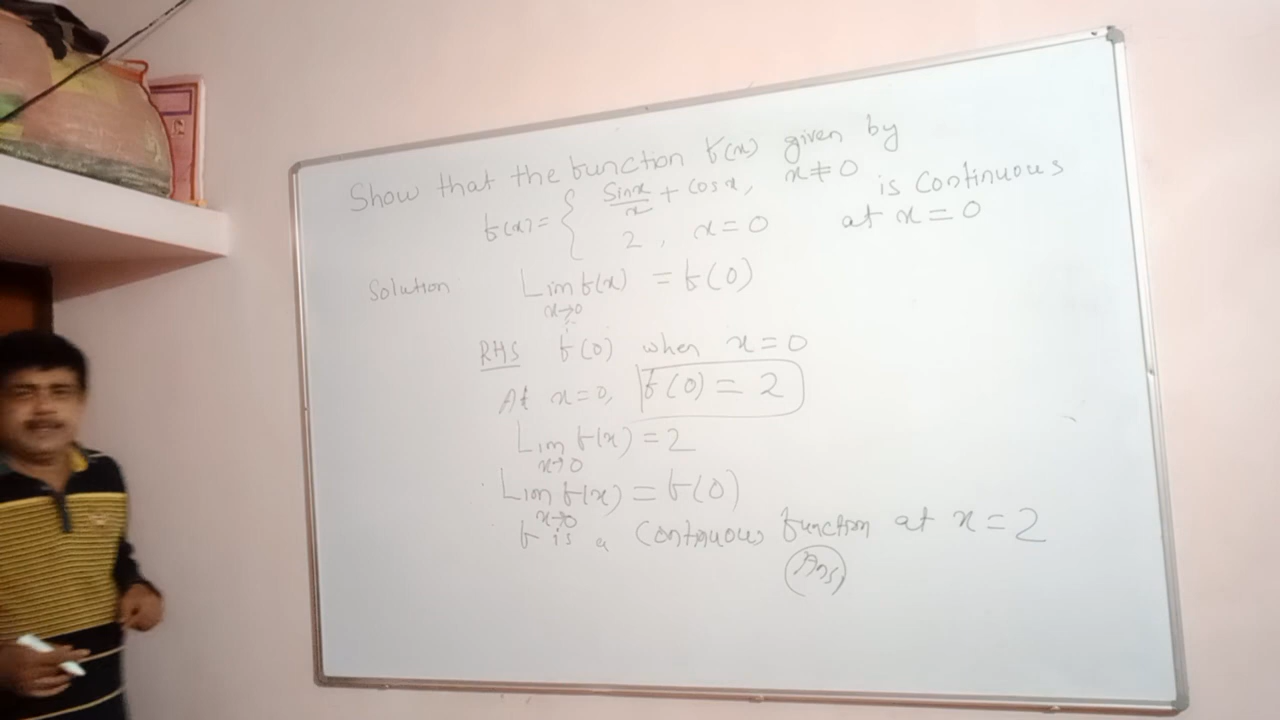 Show that the function f(x) given by
f(x) = { sinx/x + cosx, x ≠ 0 is continuous
2, x = 0 at x = 0
Solution Lim f(x) = f(0)
x→0
RHS f(0) when x = 0
At x = 0, f(0) = 2
Lim f(x) = 2
x→0
Lim f(x) = f(0)
x→0
f is a continuous function at x = 2
Ans